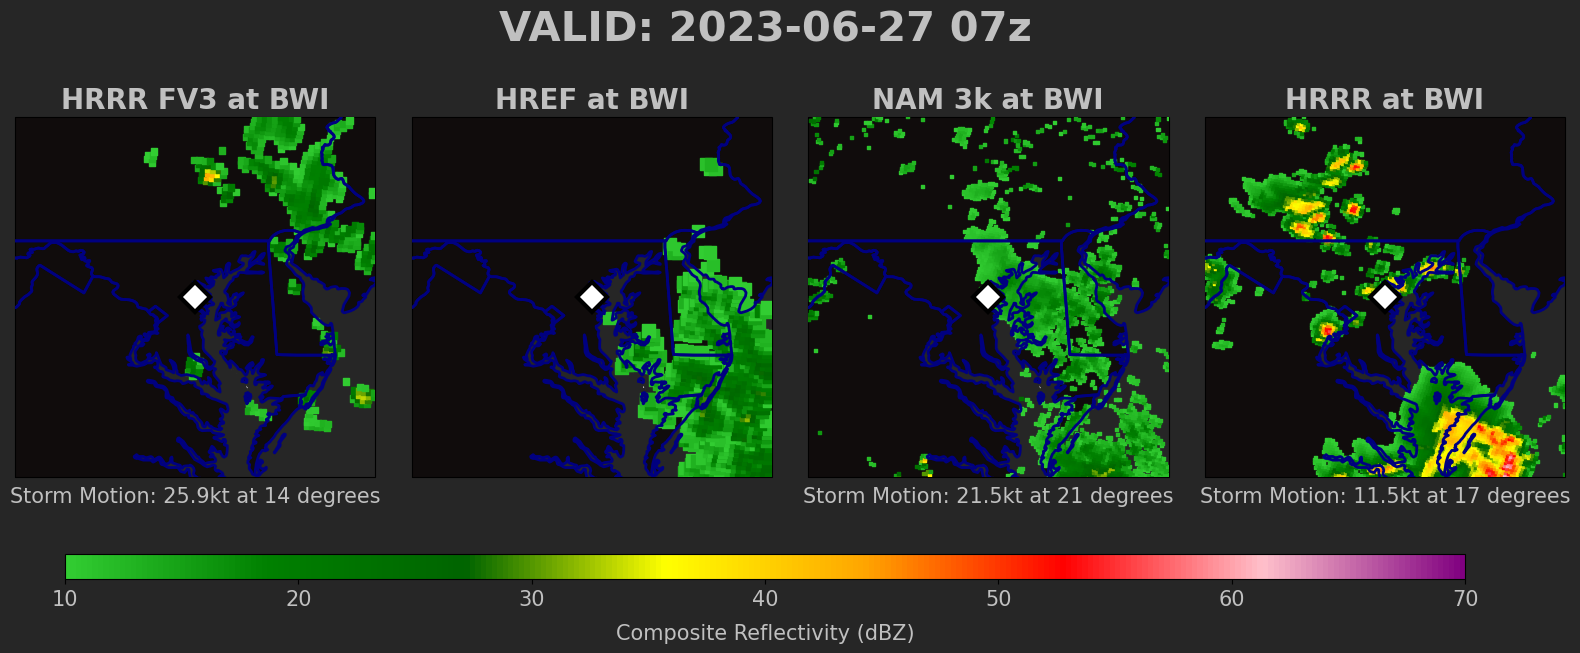 VALID: 2023-06-27 07z
HRRR FV3 at BWI
HREF at BWI
NAM 3k at BWI
HRRR at BWI
Storm Motion: 25.9kt at 14 degrees
Storm Motion: 21.5kt at 21 degrees
Storm Motion: 11.5kt at 17 degrees
10 20 30 40 50 60 70
Composite Reflectivity (dBZ)